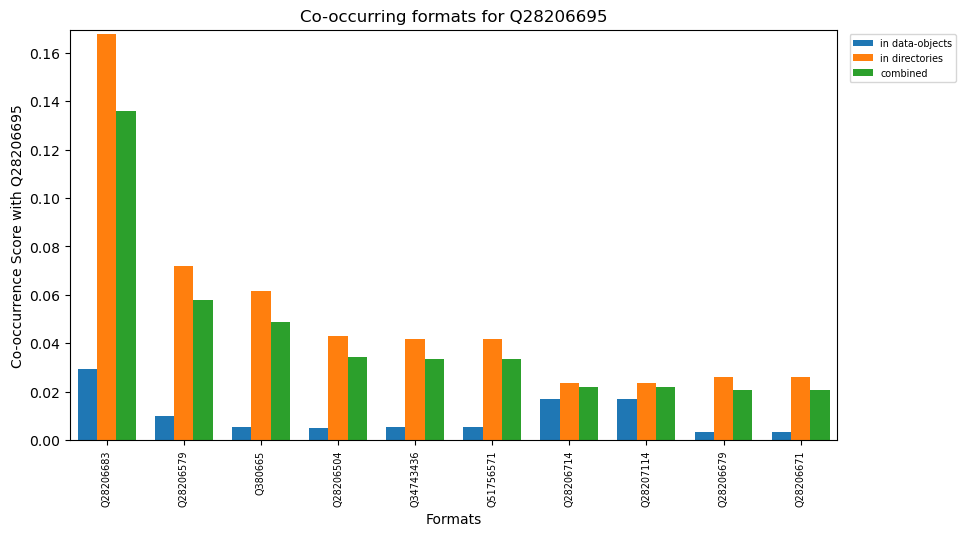 Co-occurring formats for Q28206695
in data-objects
in directories
combined
Co-occurrence Score with Q28206695
0.16
0.14
0.12
0.10
0.08
0.06
0.04
0.02
0.00
Q28206683
Q28206579
Q380665
Q28206504
Q34743436
Q51756571
Q28206714
Q28207114
Q28206679
Q28206671
Formats